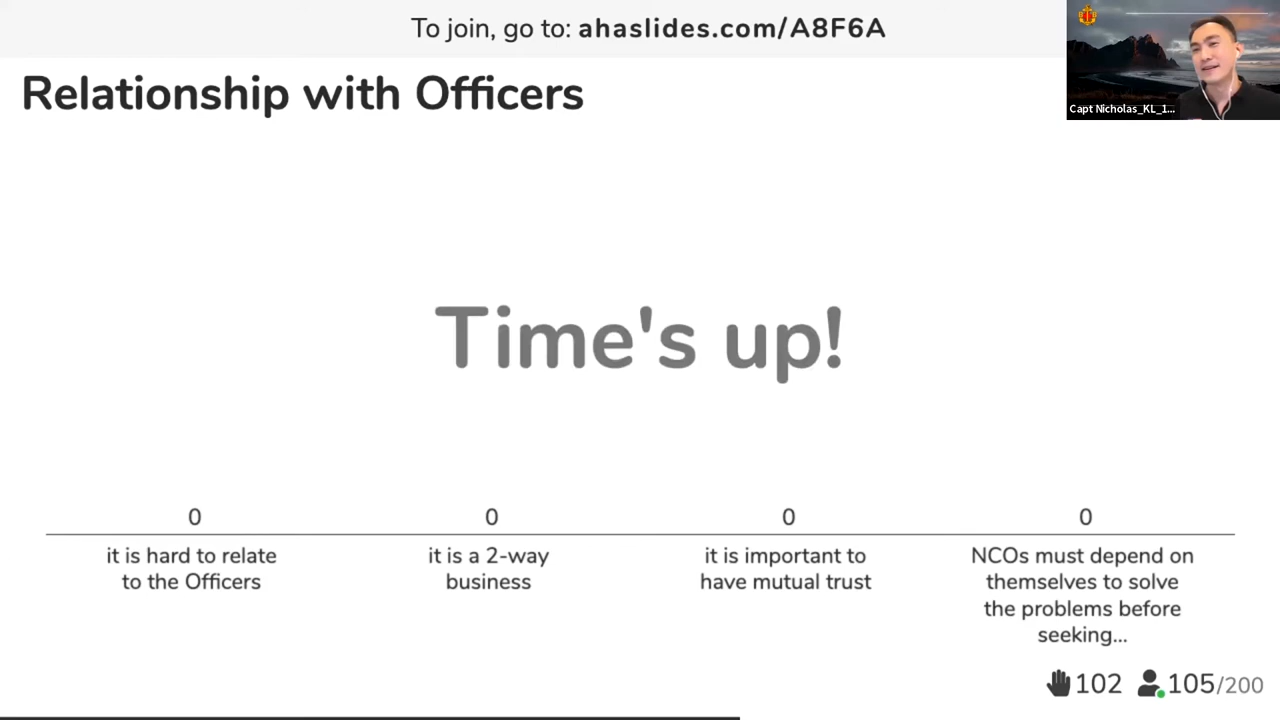 To join, go to: ahaslides.com/A8F6A
Relationship with Officers
Capt Nicholas_KL_1...
Time's up!
0
0
0
0
it is hard to relate
to the Officers
it is a 2-way
business
it is important to
have mutual trust
NCOs must depend on
themselves to solve
the problems before
seeking...
102
105/200